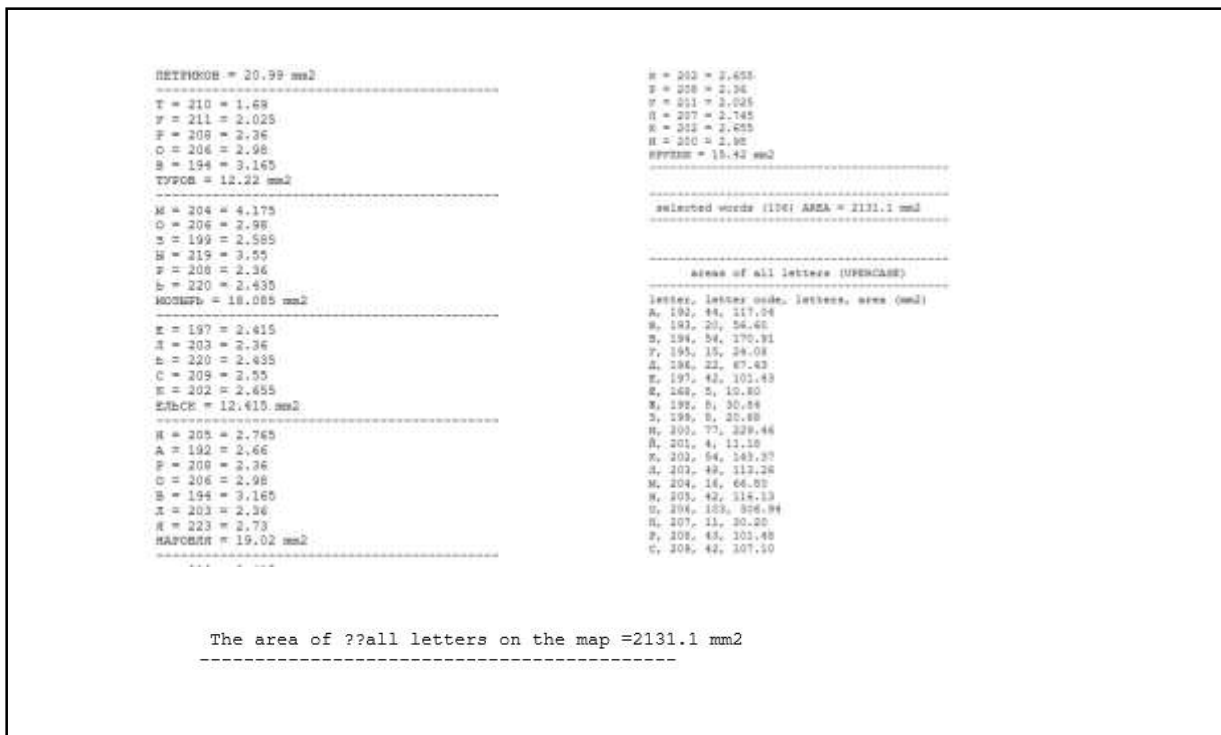 ПЕТРИКОВ = 20.99 mm2
--------------------------------------------
Т = 210 = 1.69
У = 211 = 2.025
Р = 208 = 2.36
О = 206 = 2.98
В = 194 = 3.165
ТУРОВ = 12.22 mm2
--------------------------------------------
М = 204 = 4.175
О = 206 = 2.98
З = 199 = 2.585
Ы = 219 = 3.55
Р = 208 = 2.36
Ь = 220 = 2.435
МОЗЫРЬ = 18.085 mm2
--------------------------------------------
Е = 197 = 2.415
Л = 203 = 2.36
Ь = 220 = 2.435
С = 209 = 2.55
К = 202 = 2.655
ЕЛЬСК = 12.415 mm2
--------------------------------------------
Н = 205 = 2.765
А = 192 = 2.66
Р = 208 = 2.36
О = 206 = 2.98
В = 194 = 3.165
Л = 203 = 2.36
Я = 223 = 2.73
НАРОВЛЯ = 19.02 mm2
--------------------------------------------
К = 202 = 2.655
Р = 208 = 2.36
У = 211 = 2.025
П = 207 = 2.745
К = 202 = 2.655
И = 200 = 2.98
КРУПКИ = 15.42 mm2
--------------------------------------------
--------------------------------------------
selected words AREA = 2131.1 mm2
--------------------------------------------
--------------------------------------------
areas of all letters (UPERCASE)
--------------------------------------------
letter, letter code, letters, area (mm2)
А, 192, 44, 117.04
Б, 193, 20, 56.60
В, 194, 54, 170.91
Г, 195, 15,
Д, 196, 22, 67.43
Е, 197, 42, 101.43
Ё, 168, 5,
Ж, 198, 8,
З, 199, 8, 20.68
И, 200, 77, 229.46
Й, 201, 4,
К, 202, 54, 143.37
Л, 203, 48, 113.28
М, 204, 16, 66.80
Н, 205, 42, 116.13
О, 206, 103, 306.94
П, 207, 11, 30.20
Р, 208, 43, 101.48
С, 209, 42, 107.10
The area of ??all letters on the map =2131.1 mm2
--------------------------------------------